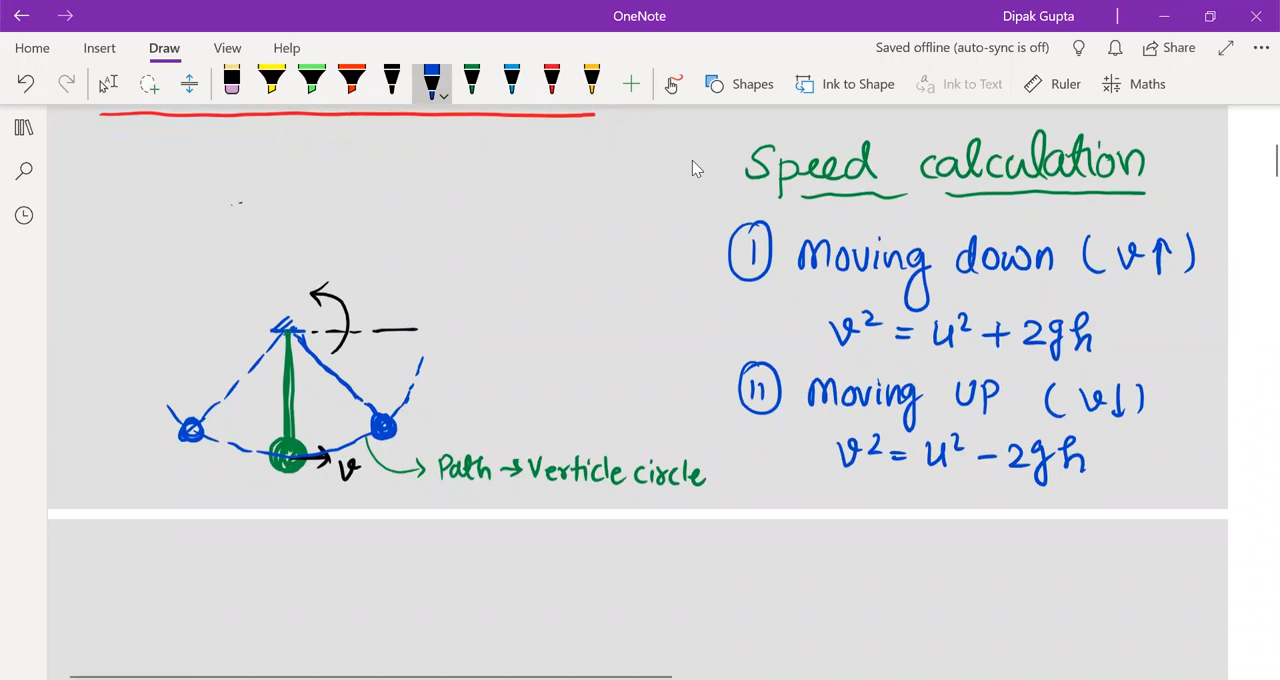 OneNote
Dipak Gupta
Home Insert Draw View Help
Saved offline (auto-sync is off)
Share
Shapes
Ink to Shape
Ink to Text
Ruler
Maths
Speed calculation
I Moving down (v↑)
v² = u² + 2gh
II Moving UP (v↓)
v² = u² - 2gh
v
Path → Verticle circle